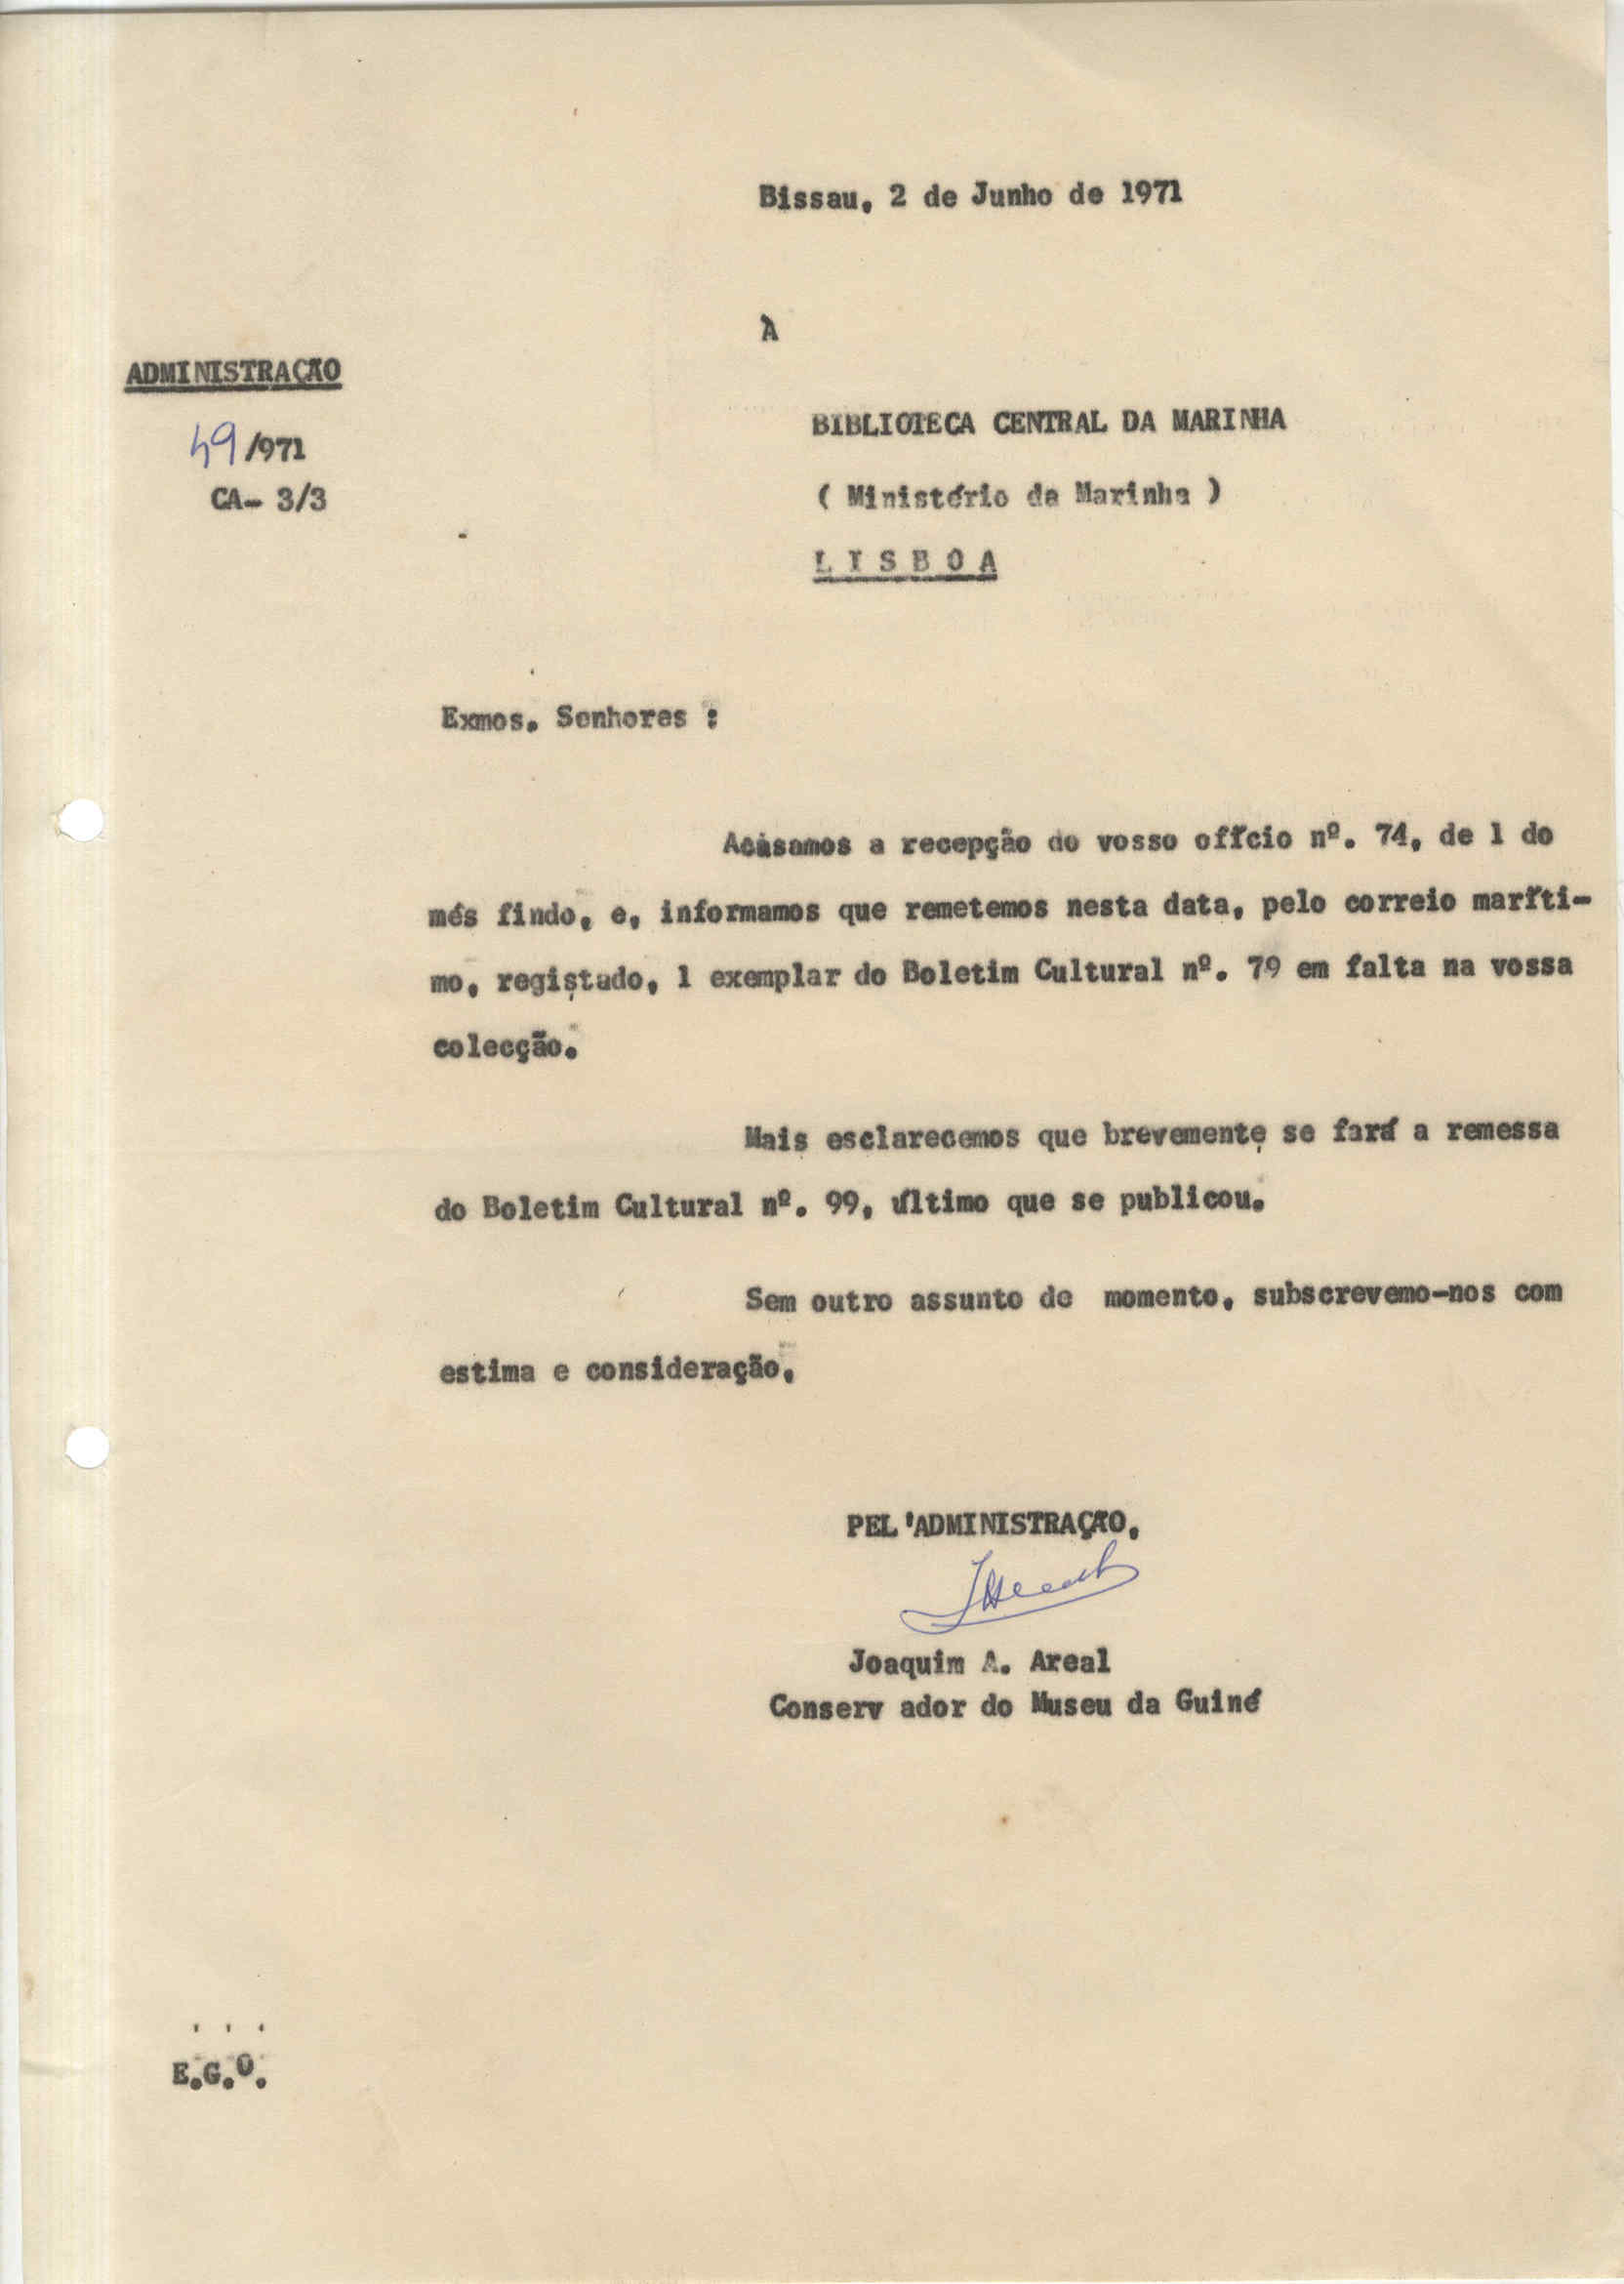 Bissau, 2 de Junho de 1971
À
ADMINISTRAÇÃO
49/971
CA- 3/3
BIBLIOTECA CENTRAL DA MARINHA
( Ministério da Marinha )
L I S B O A
Exmos. Senhores :
Acusamos a recepção do vosso ofício nº. 74, de 1 do
mês findo, e, informamos que remetemos nesta data, pelo correio maríti-
mo, registado, 1 exemplar do Boletim Cultural nº. 79 em falta na vossa
colecção.
Mais esclarecemos que brevemente se fará a remessa
do Boletim Cultural nº. 99, último que se publicou.
Sem outro assunto de momento, subscrevemo-nos com
estima e consideração,
PEL'ADMINISTRAÇÃO,
Joaquim A. Areal
Conserv ador do Museu da Guiné
. . .
E.G.O.